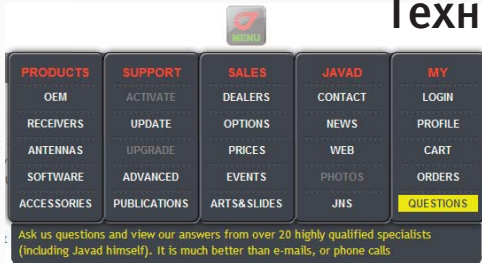 Техн
MENU
PRODUCTS SUPPORT SALES JAVAD MY
OEM ACTIVATE DEALERS CONTACT LOGIN
RECEIVERS UPDATE OPTIONS NEWS PROFILE
ANTENNAS UPGRADE PRICES WEB CART
SOFTWARE ADVANCED EVENTS PHOTOS ORDERS
ACCESSORIES PUBLICATIONS ARTS&SLIDES JNS QUESTIONS
Ask us questions and view our answers from over 20 highly qualified specialists
(including Javad himself). It is much better than e-mails, or phone calls